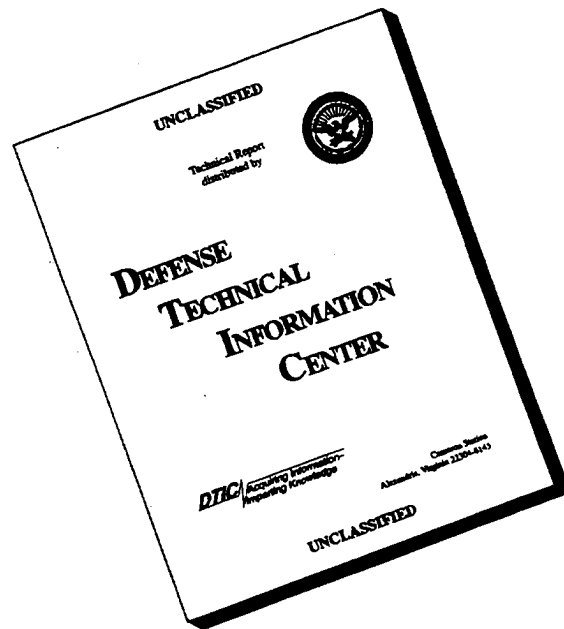 UNCLASSIFIED
Technical Report
distributed by
DEFENSE
TECHNICAL
INFORMATION
CENTER
DTIC Acquiring Information-
Imparting Knowledge
Cameron Station
Alexandria, Virginia 22304-6145
UNCLASSIFIED